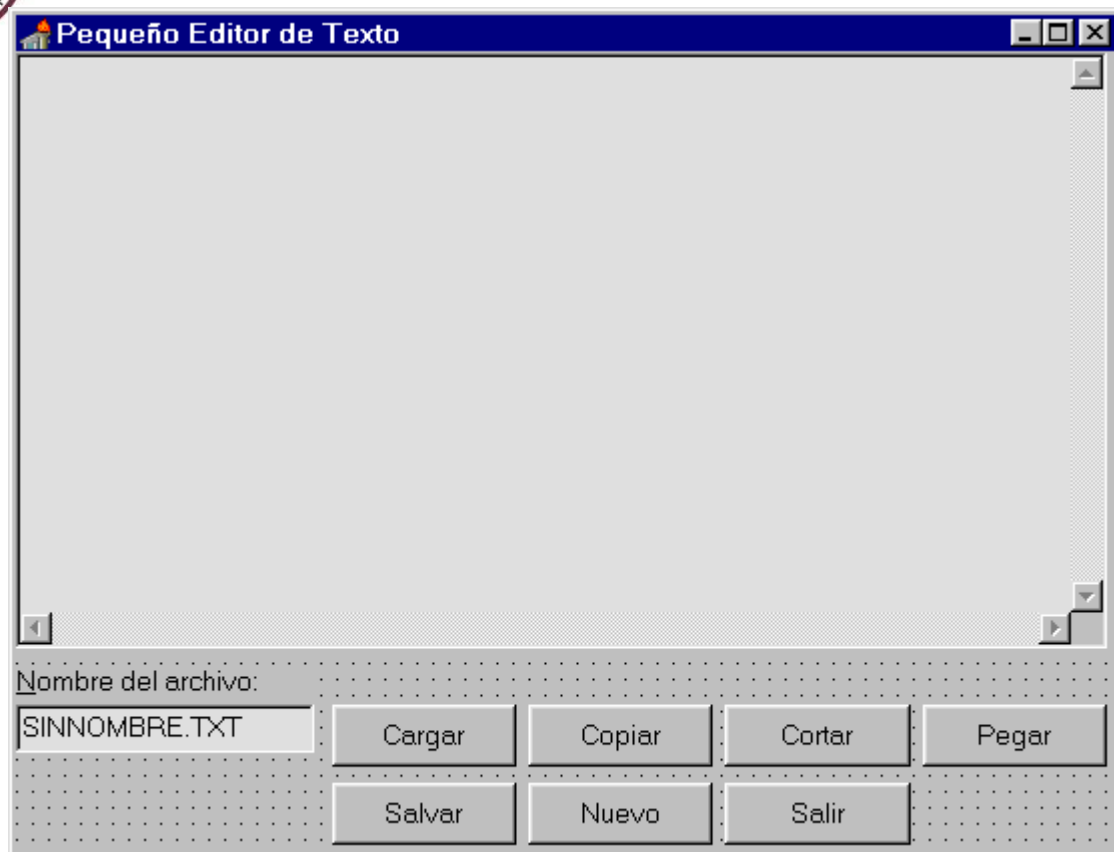 Pequeño Editor de Texto
Nombre del archivo:
SINNOMBRE.TXT
Cargar Copiar Cortar Pegar
Salvar Nuevo Salir